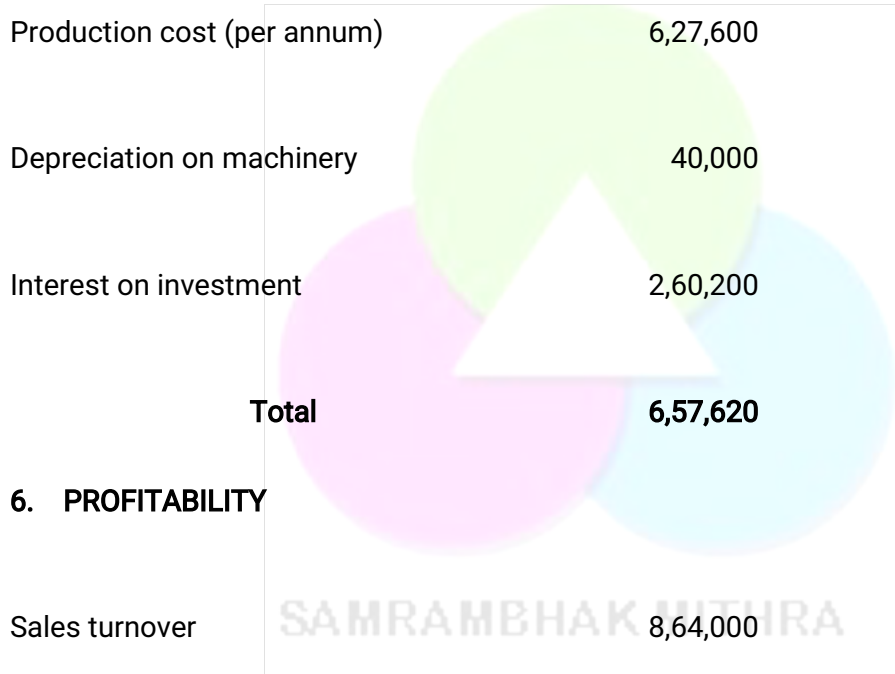 Production cost (per annum) 6,27,600
Depreciation on machinery 40,000
Interest on investment 2,60,200
Total 6,57,620
6. PROFITABILITY
Sales turnover 8,64,000
SAMRAMBHAK MITHRA